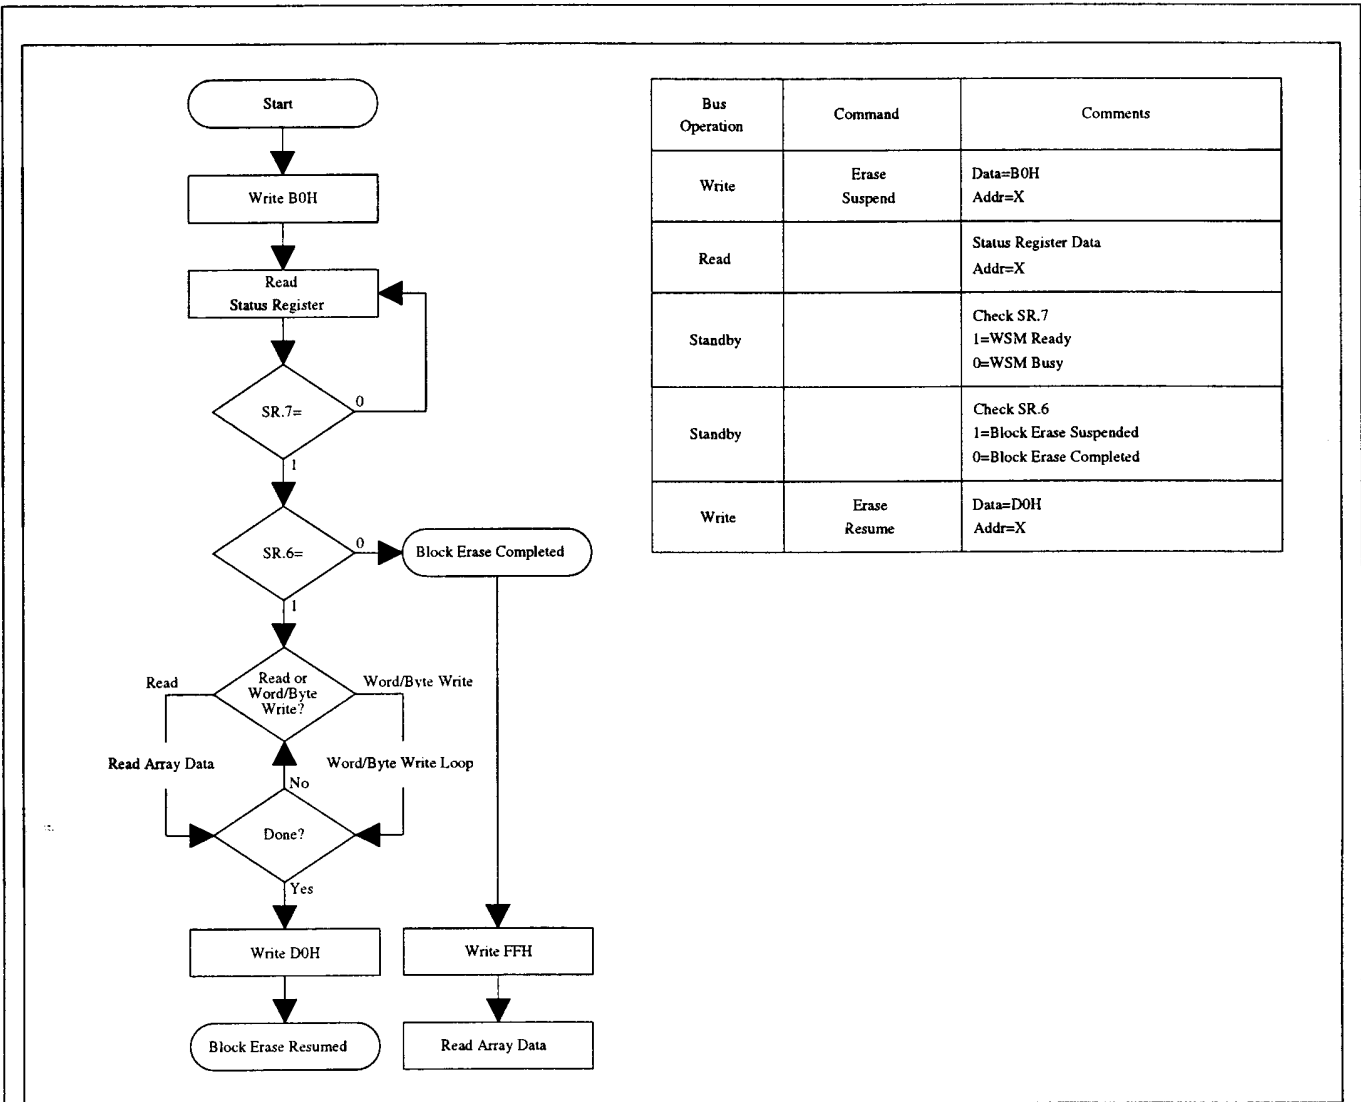 Start
Write B0H
Read
Status Register
SR.7=
0
1
SR.6=
0
Block Erase Completed
1
Read
Read or
Word/Byte
Write?
Word/Byte Write
Read Array Data
Word/Byte Write Loop
No
Done?
Yes
Write D0H
Write FFH
Block Erase Resumed
Read Array Data
Bus
Operation
Command
Comments
Write
Erase
Suspend
Data=B0H
Addr=X
Read
Status Register Data
Addr=X
Standby
Check SR.7
1=WSM Ready
0=WSM Busy
Standby
Check SR.6
1=Block Erase Suspended
0=Block Erase Completed
Write
Erase
Resume
Data=D0H
Addr=X